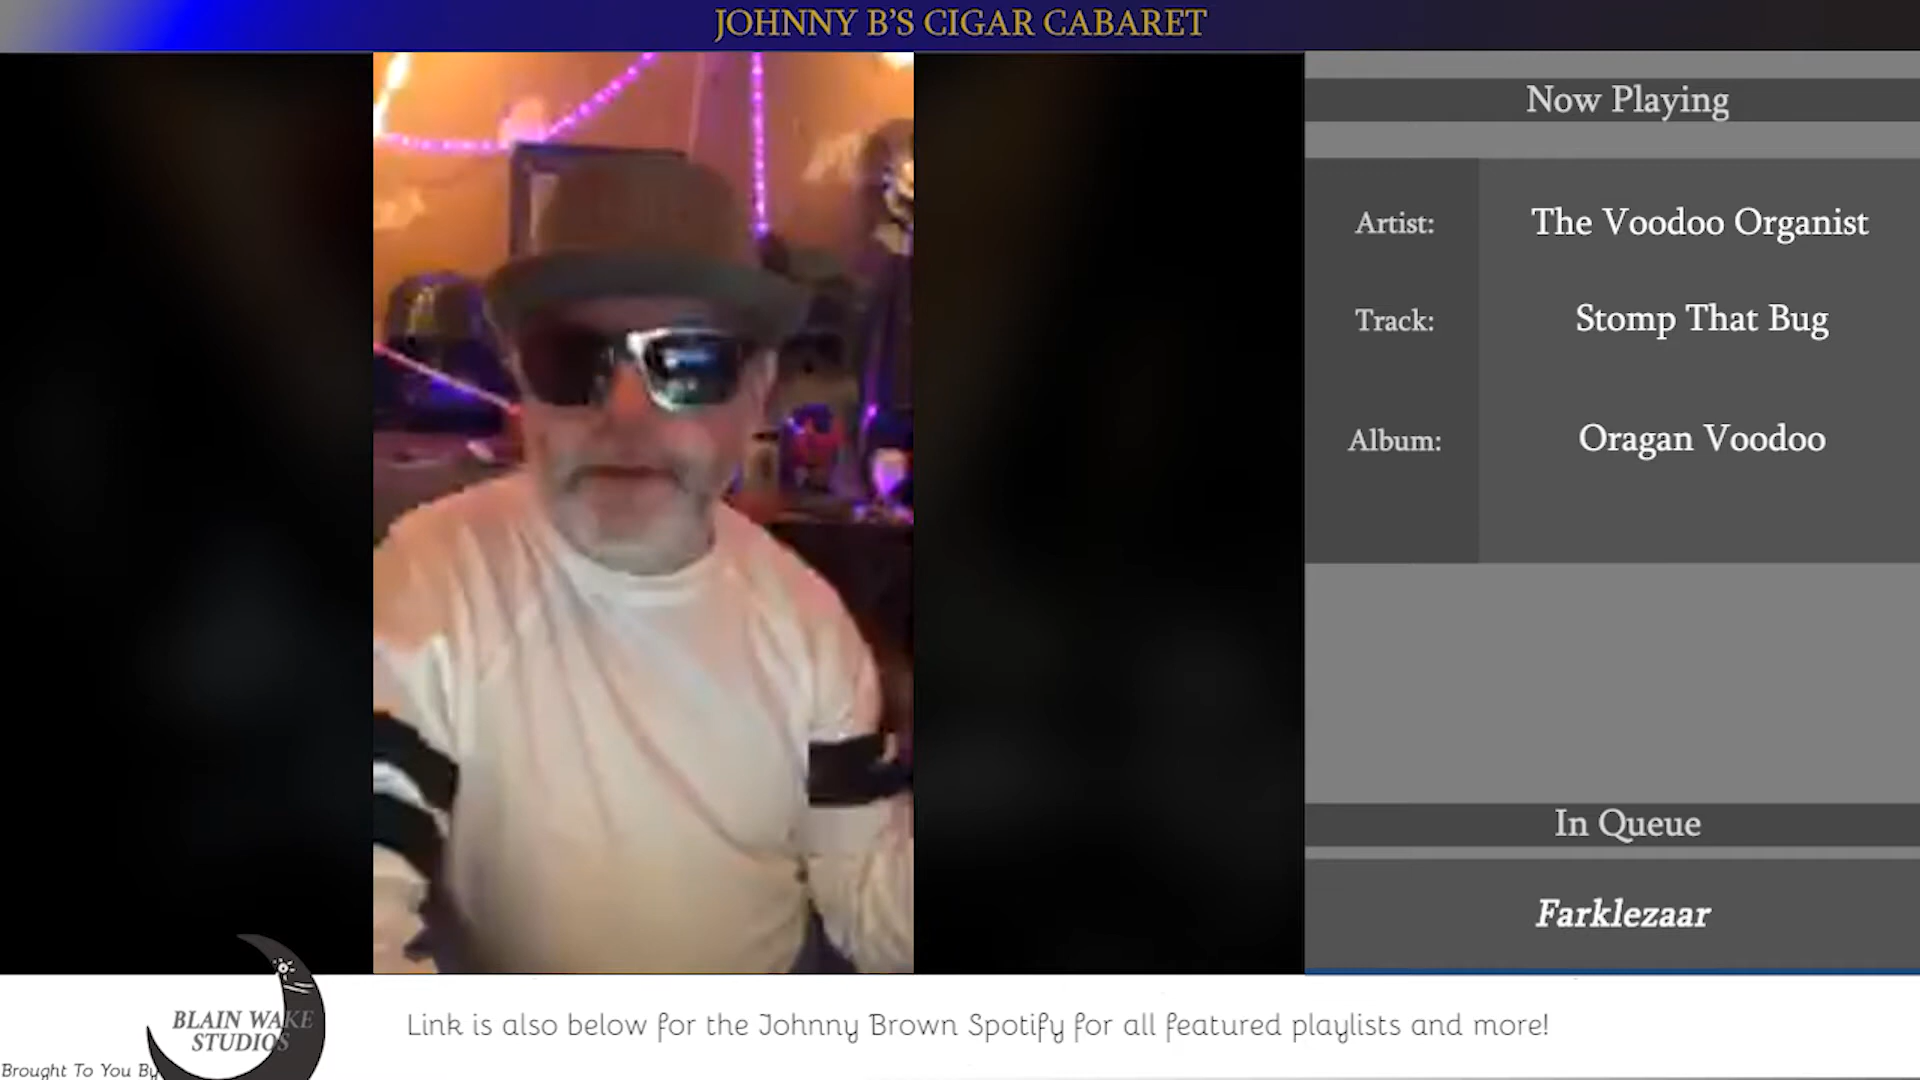 JOHNNY B'S CIGAR CABARET
Now Playing
Artist: The Voodoo Organist
Track: Stomp That Bug
Album: Oragan Voodoo
In Queue
Farklezaar
BLAIN WAKE
STUDIOS
Link is also below for the Johnny Brown Spotify for all featured playlists and more!
Brought To You By